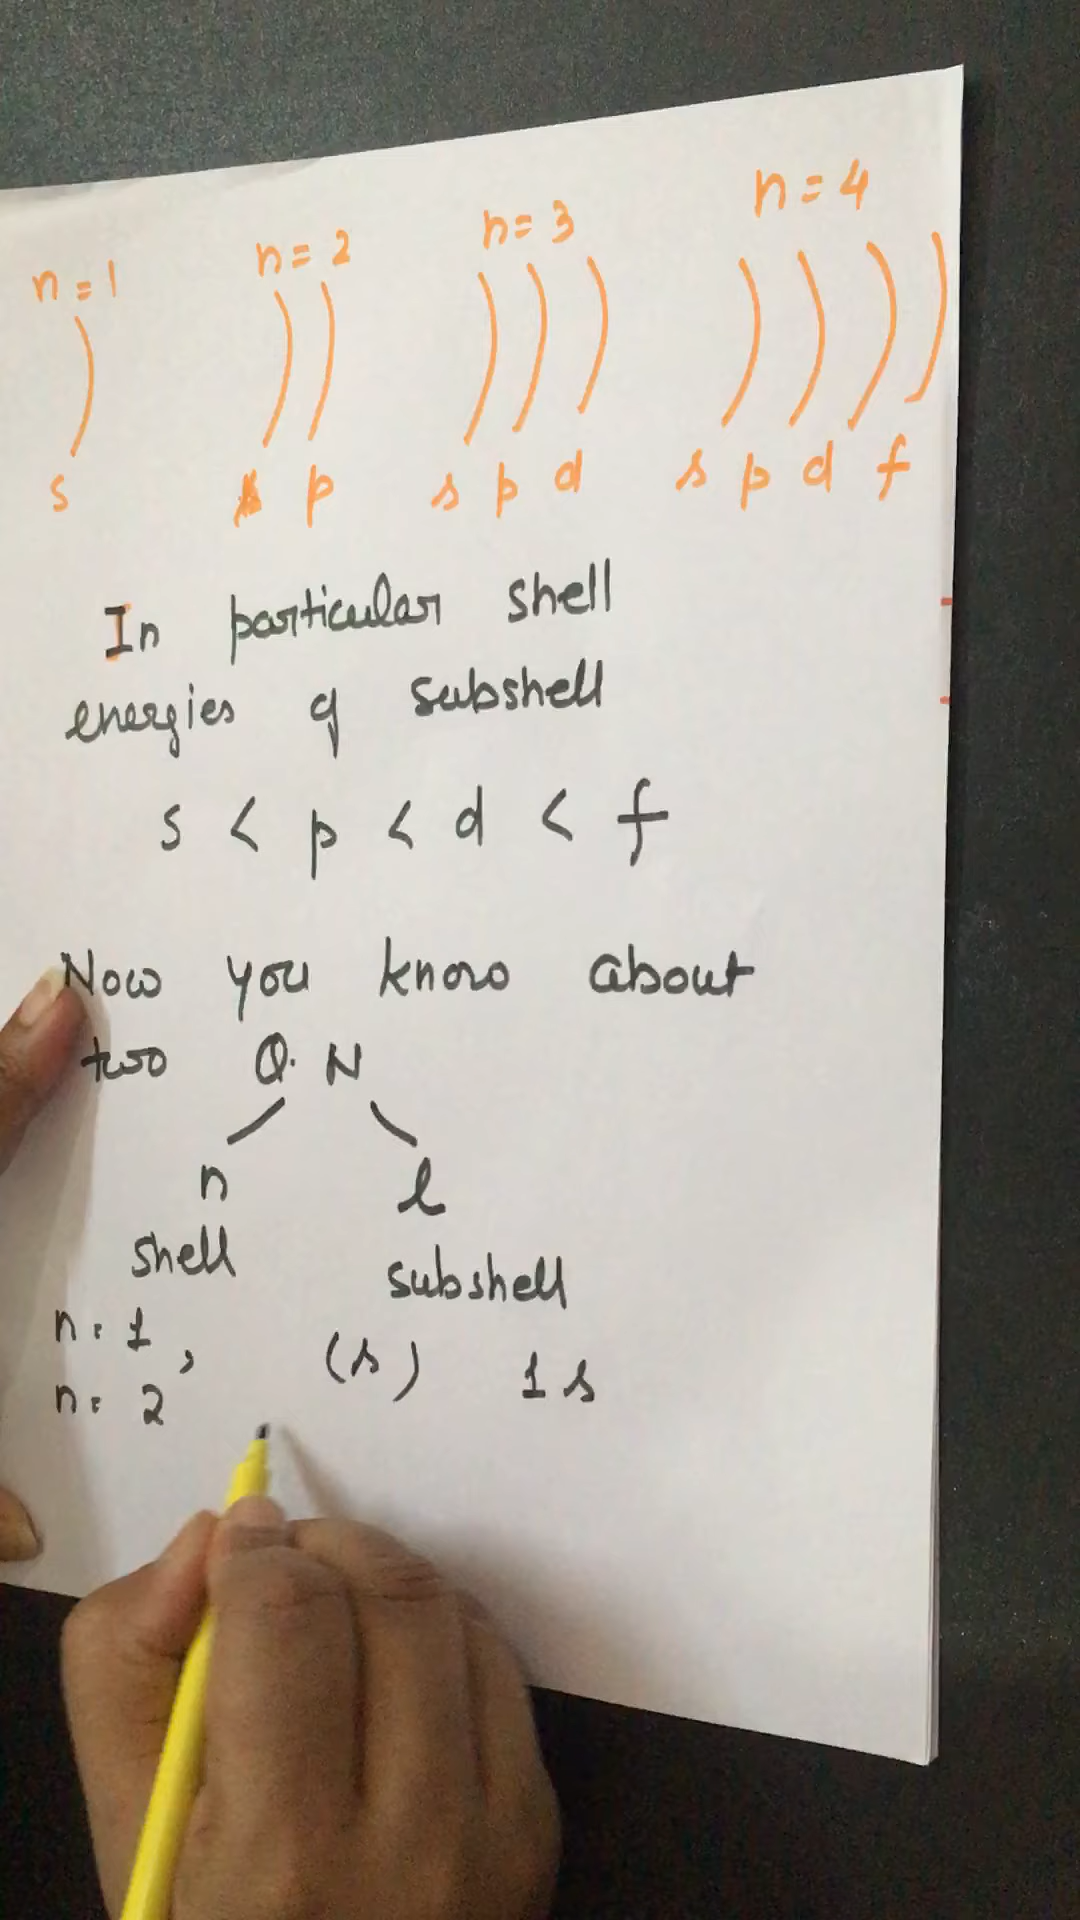 n=1 n=2 n=3 n=4
s s p s p d s p d f
In particular shell
energies of subshell
s < p < d < f
Now you know about
two Q.N
n l
shell subshell
n=1, (s) 1s
n=2